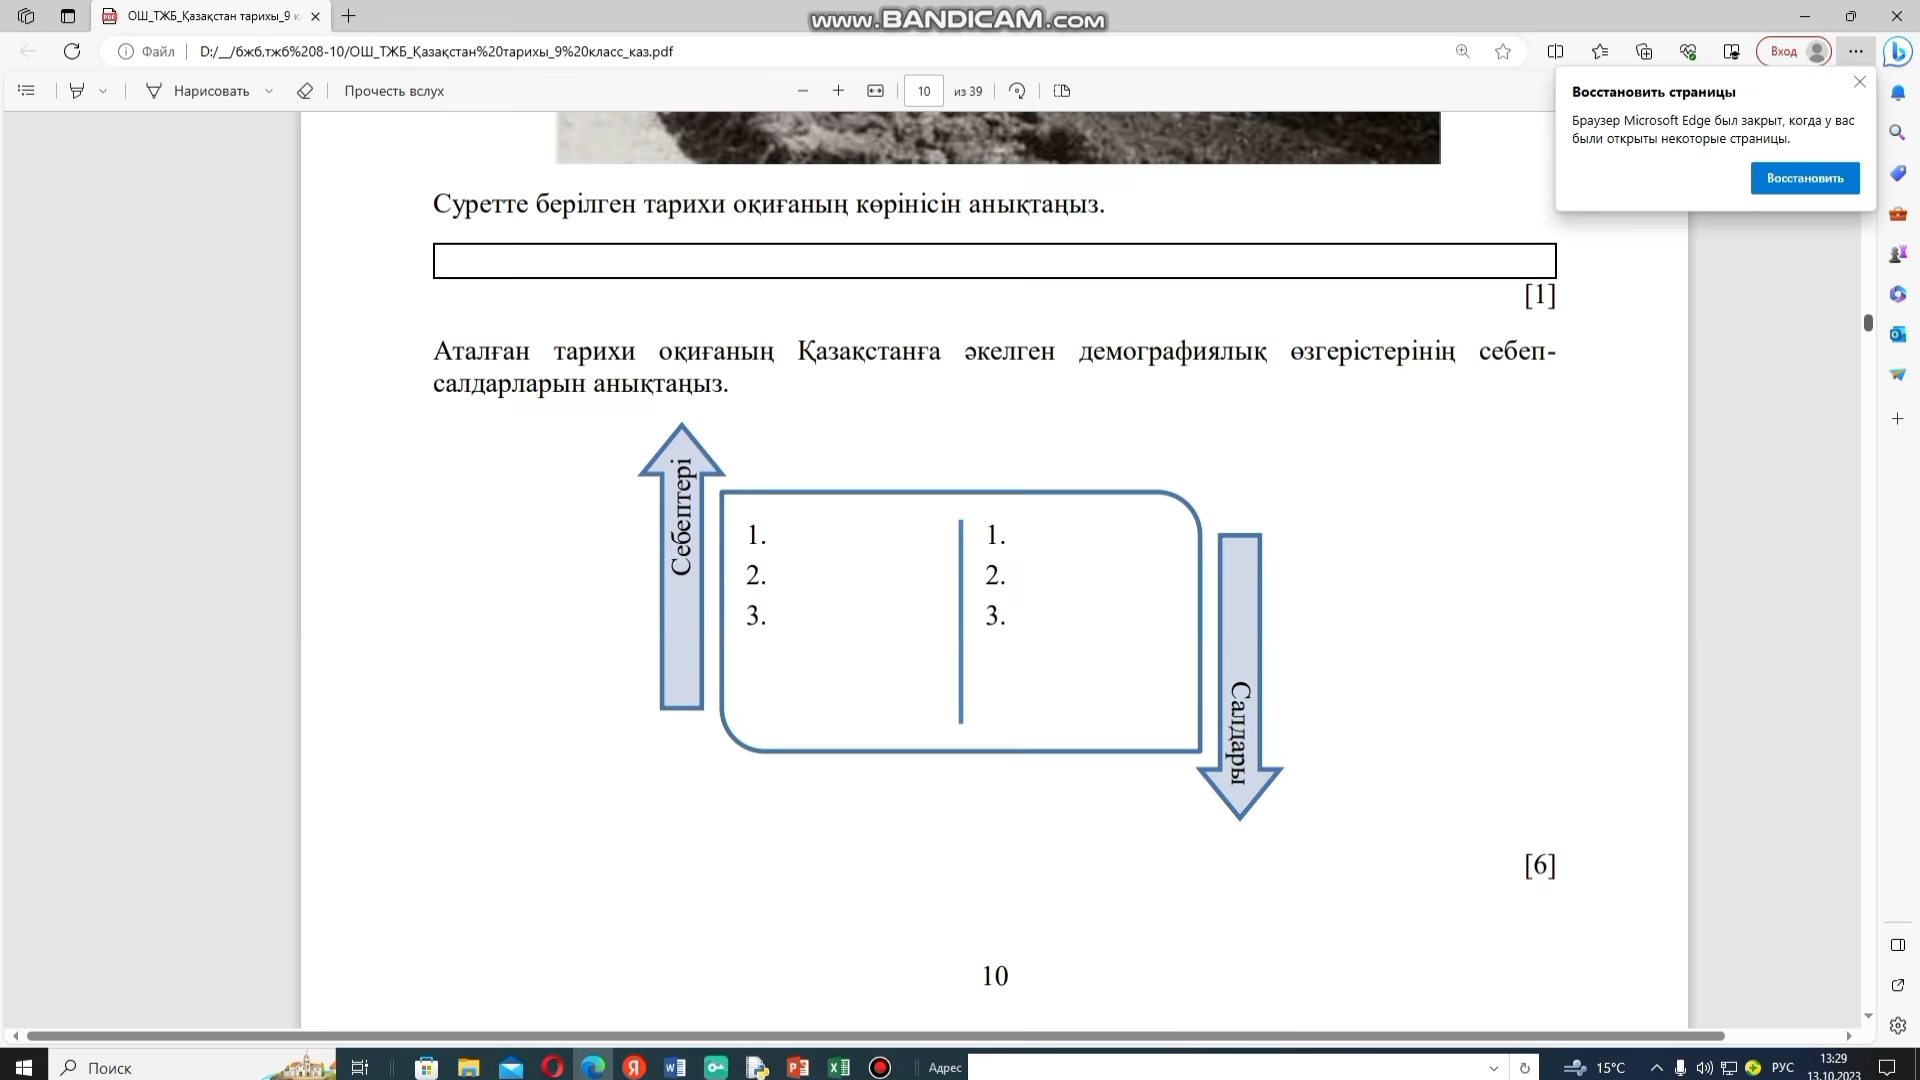 ОШ_ТЖБ_Қазақстан тарихы_9 к
www.BANDICAM.com
Файл
D:/__/бжб,тжб%208-10/ОШ_ТЖБ_Қазақстан%20тарихы_9%20класс_каз.pdf
Вход
Нарисовать
Прочесть вслух
10
из 39
Восстановить страницы
Браузер Microsoft Edge был закрыт, когда у вас
были открыты некоторые страницы.
Восстановить
Суретте берілген тарихи оқиғаның көрінісін анықтаңыз.
[1]
Аталған тарихи оқиғаның Қазақстанға әкелген демографиялық өзгерістерінің себеп-
салдарларын анықтаңыз.
Себептері
1.
2.
3.
1.
2.
3.
Салдары
[6]
10
Поиск
Адрес
15°C
РУС
13:29
13.10.2023